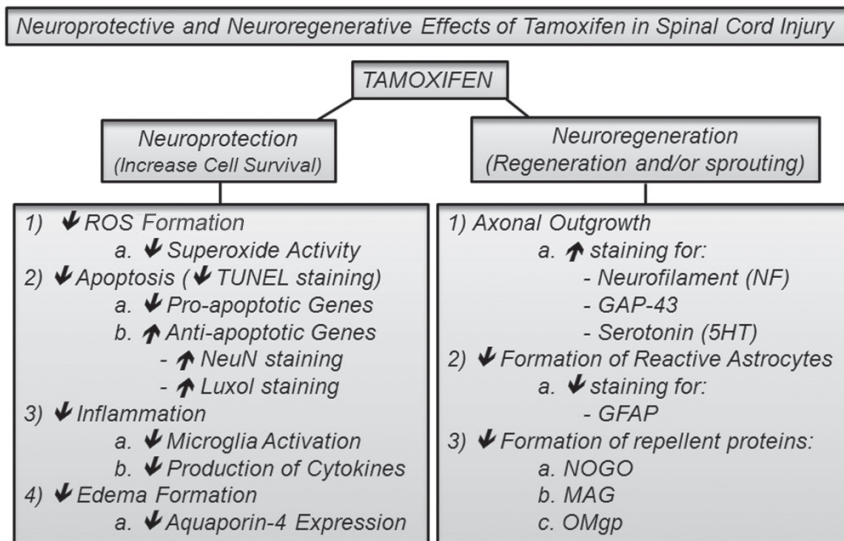 Neuroprotective and Neuroregenerative Effects of Tamoxifen in Spinal Cord Injury
TAMOXIFEN
Neuroprotection
(Increase Cell Survival)
1) ↓ ROS Formation
a. ↓ Superoxide Activity
2) ↓ Apoptosis (↓ TUNEL staining)
a. ↓ Pro-apoptotic Genes
b. ↑ Anti-apoptotic Genes
- ↑ NeuN staining
- ↑ Luxol staining
3) ↓ Inflammation
a. ↓ Microglia Activation
b. ↓ Production of Cytokines
4) ↓ Edema Formation
a. ↓ Aquaporin-4 Expression
Neuroregeneration
(Regeneration and/or sprouting)
1) Axonal Outgrowth
a. ↑ staining for:
- Neurofilament (NF)
- GAP-43
- Serotonin (5HT)
2) ↓ Formation of Reactive Astrocytes
a. ↓ staining for:
- GFAP
3) ↓ Formation of repellent proteins:
a. NOGO
b. MAG
c. OMgp